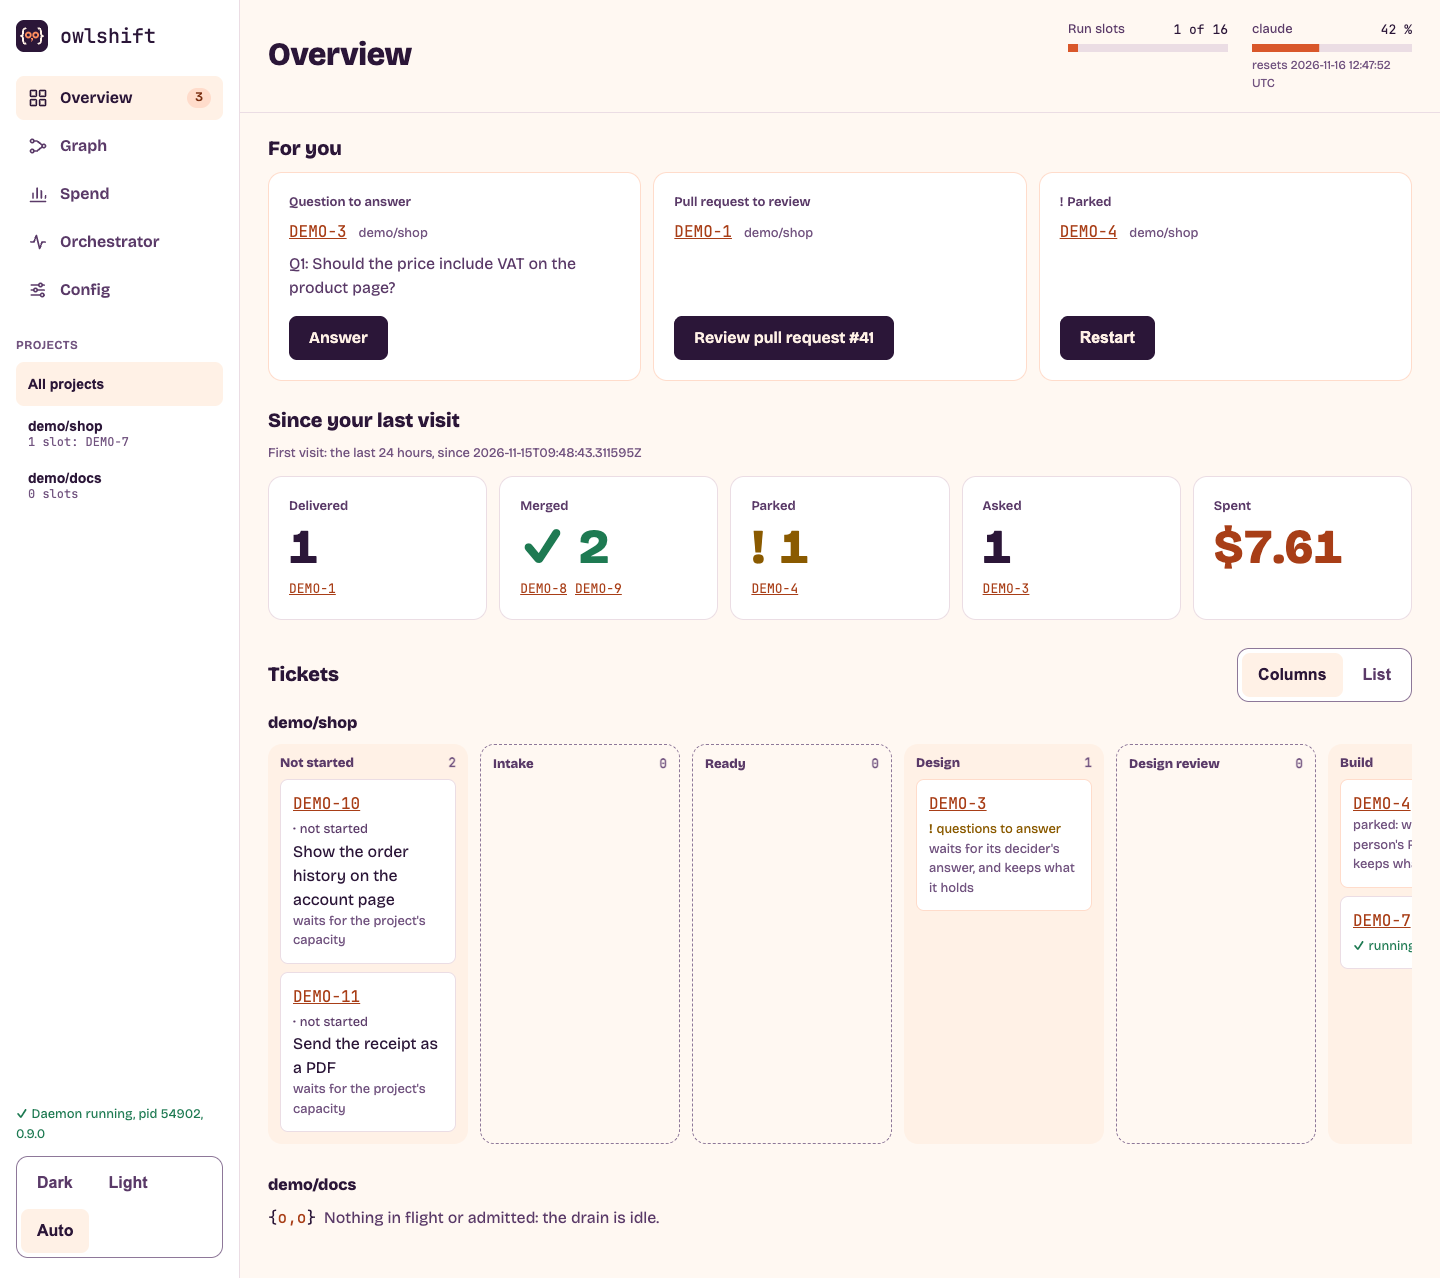 {o,o} owlshift
Overview 3
Graph
Spend
Orchestrator
Config
PROJECTS
All projects
demo/shop
1 slot: DEMO-7
demo/docs
0 slots
✓ Daemon running, pid 54902,
0.9.0
Dark Light
Auto
Overview
Run slots 1 of 16
claude 42 %
resets 2026-11-16 12:47:52
UTC
For you
Question to answer
DEMO-3 demo/shop
Q1: Should the price include VAT on the
product page?
Answer
Pull request to review
DEMO-1 demo/shop
Review pull request #41
! Parked
DEMO-4 demo/shop
Restart
Since your last visit
First visit: the last 24 hours, since 2026-11-15T09:48:43.311595Z
Delivered
1
DEMO-1
Merged
✓ 2
DEMO-8 DEMO-9
Parked
! 1
DEMO-4
Asked
1
DEMO-3
Spent
$7.61
Tickets
Columns List
demo/shop
Not started 2
DEMO-10
· not started
Show the order
history on the
account page
waits for the project's
capacity
DEMO-11
· not started
Send the receipt as
a PDF
waits for the project's
capacity
Intake 0
Ready 0
Design 1
DEMO-3
! questions to answer
waits for its decider's
answer, and keeps what
it holds
Design review 0
Build
DEMO-4
parked: w
person's
keeps wh
DEMO-7
✓ running
demo/docs
{o,o} Nothing in flight or admitted: the drain is idle.